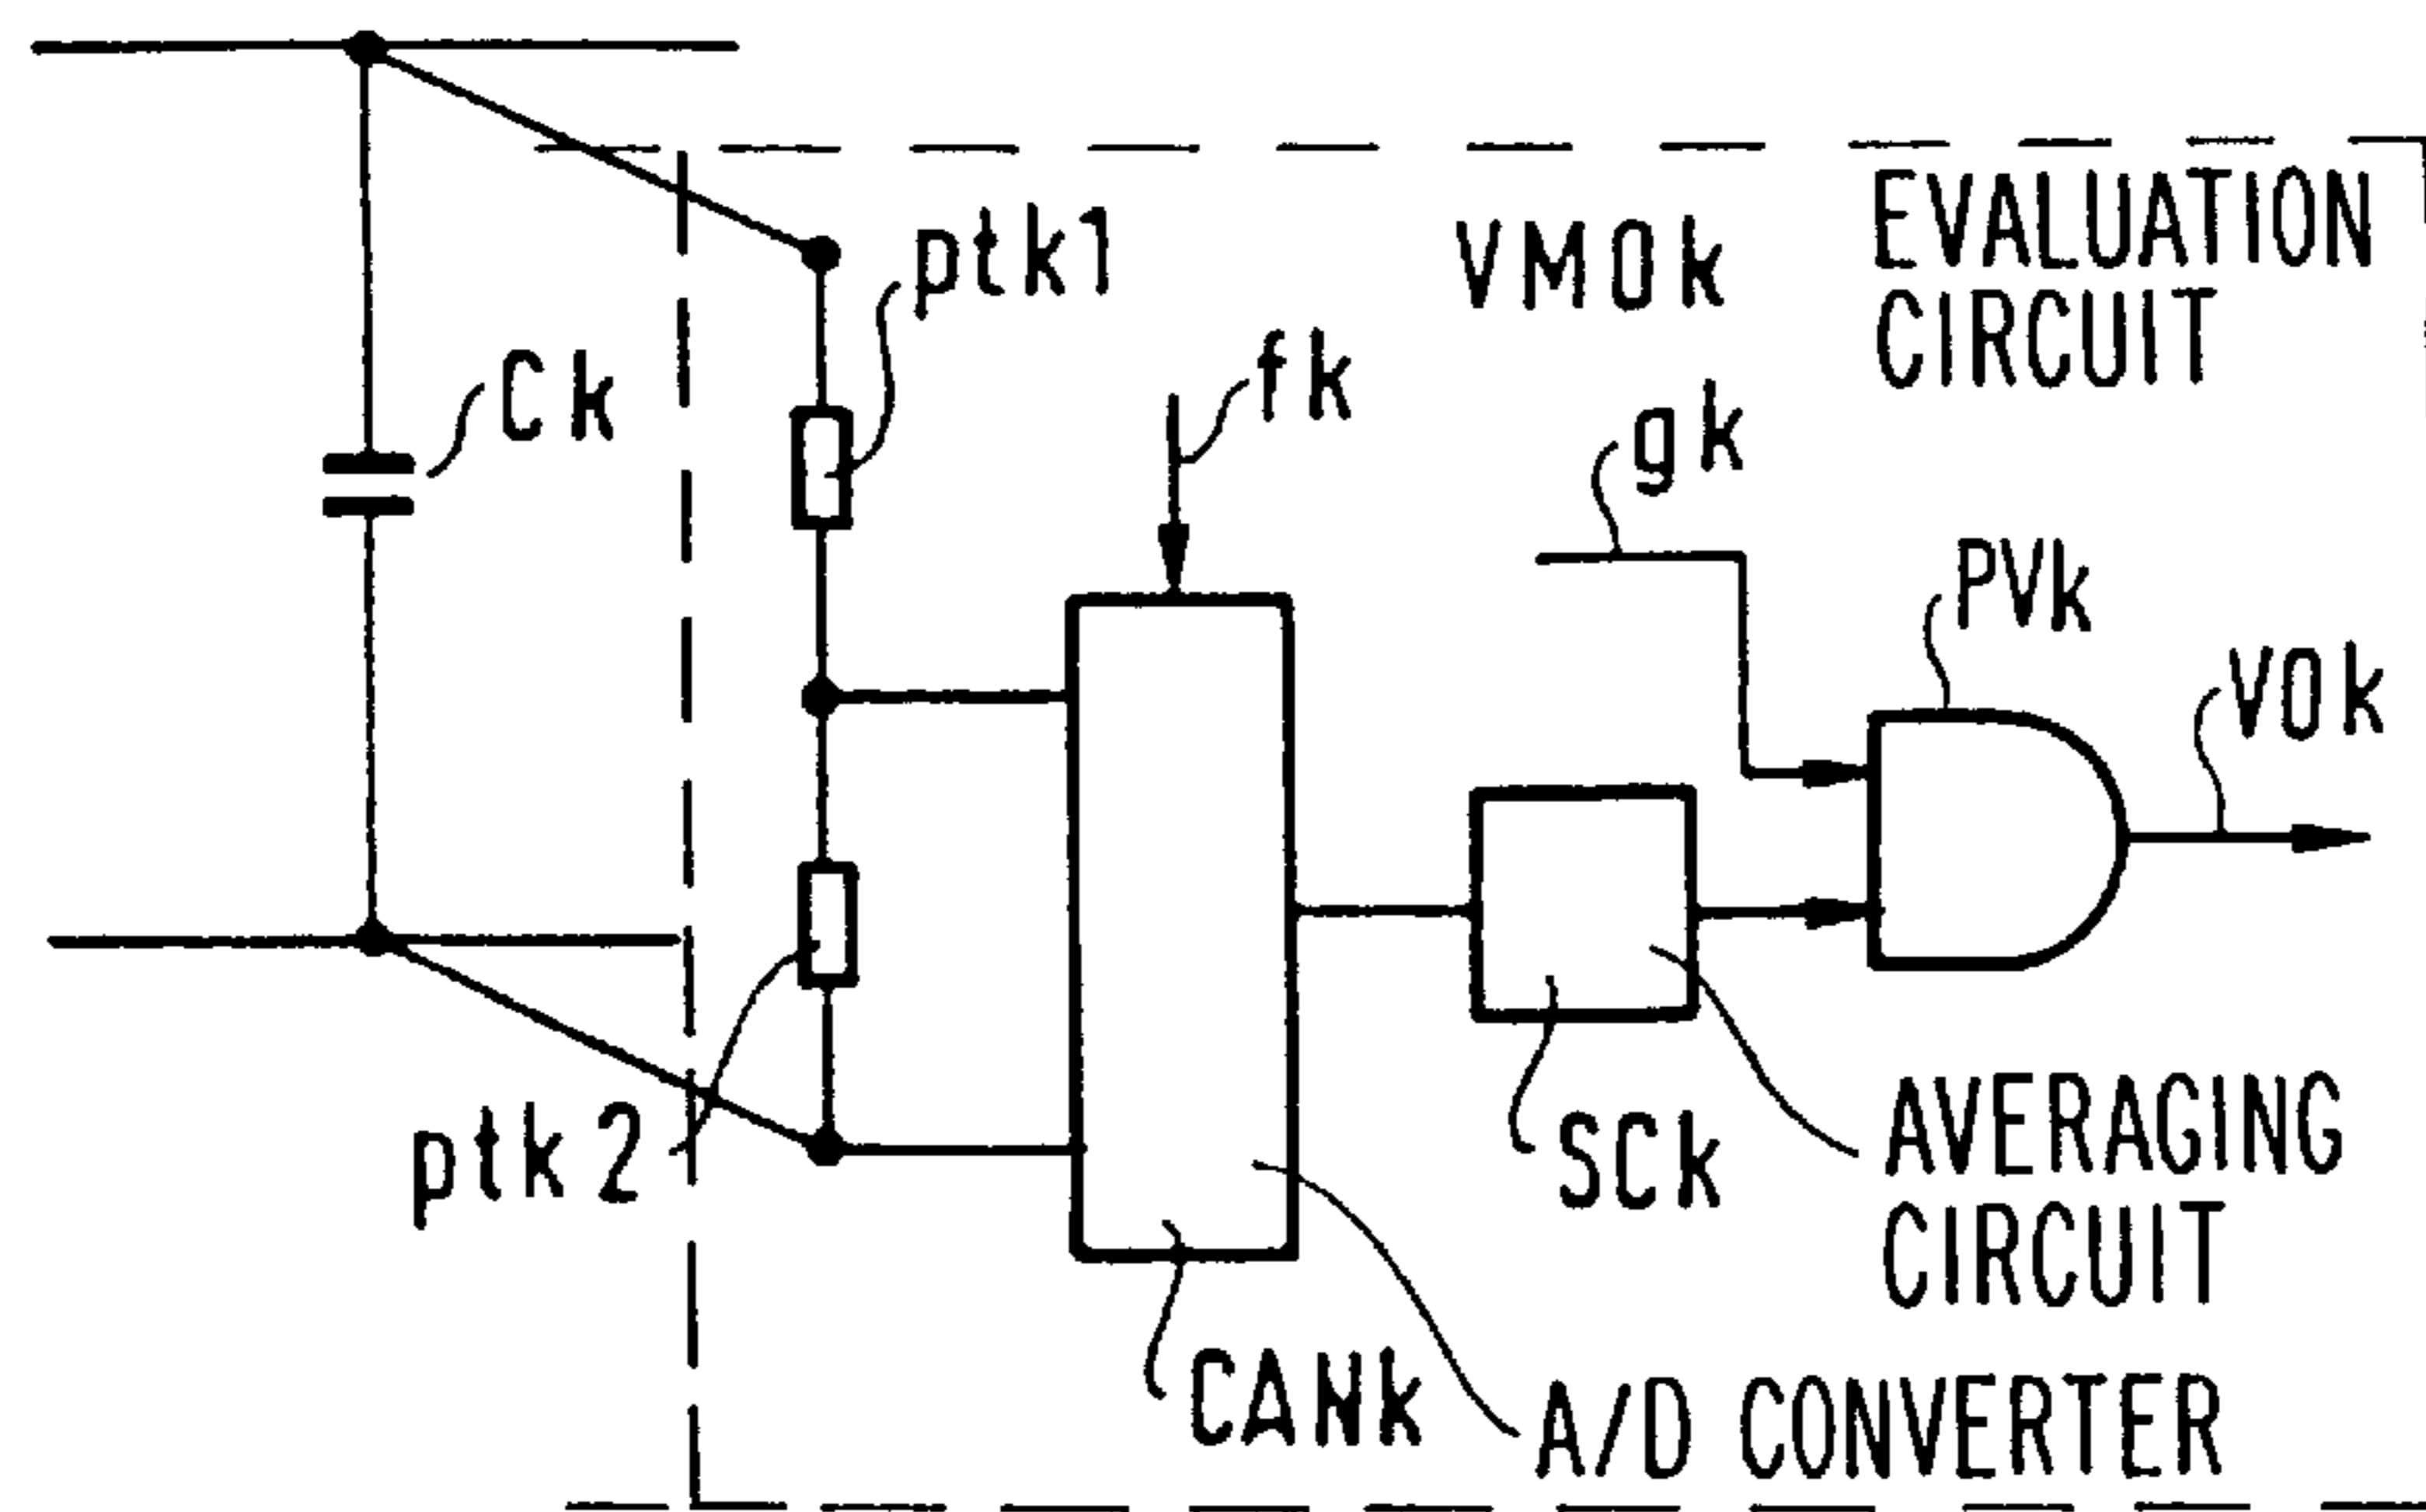 EVALUATION
CIRCUIT
VMOk
ptk1
fk
Ck
gk
PVk
VOk
ptk2
SCk
AVERAGING
CIRCUIT
CANk
A/D CONVERTER